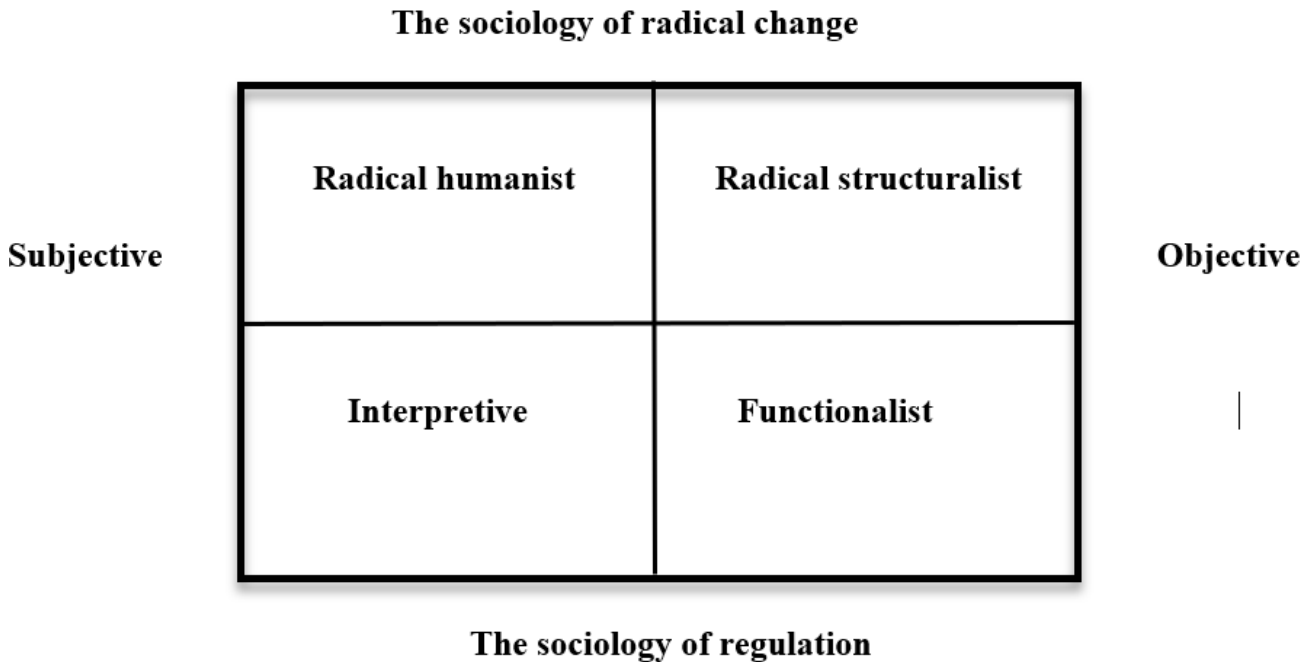 The sociology of radical change
Radical humanist
Radical structuralist
Subjective
Objective
Interpretive
Functionalist
The sociology of regulation